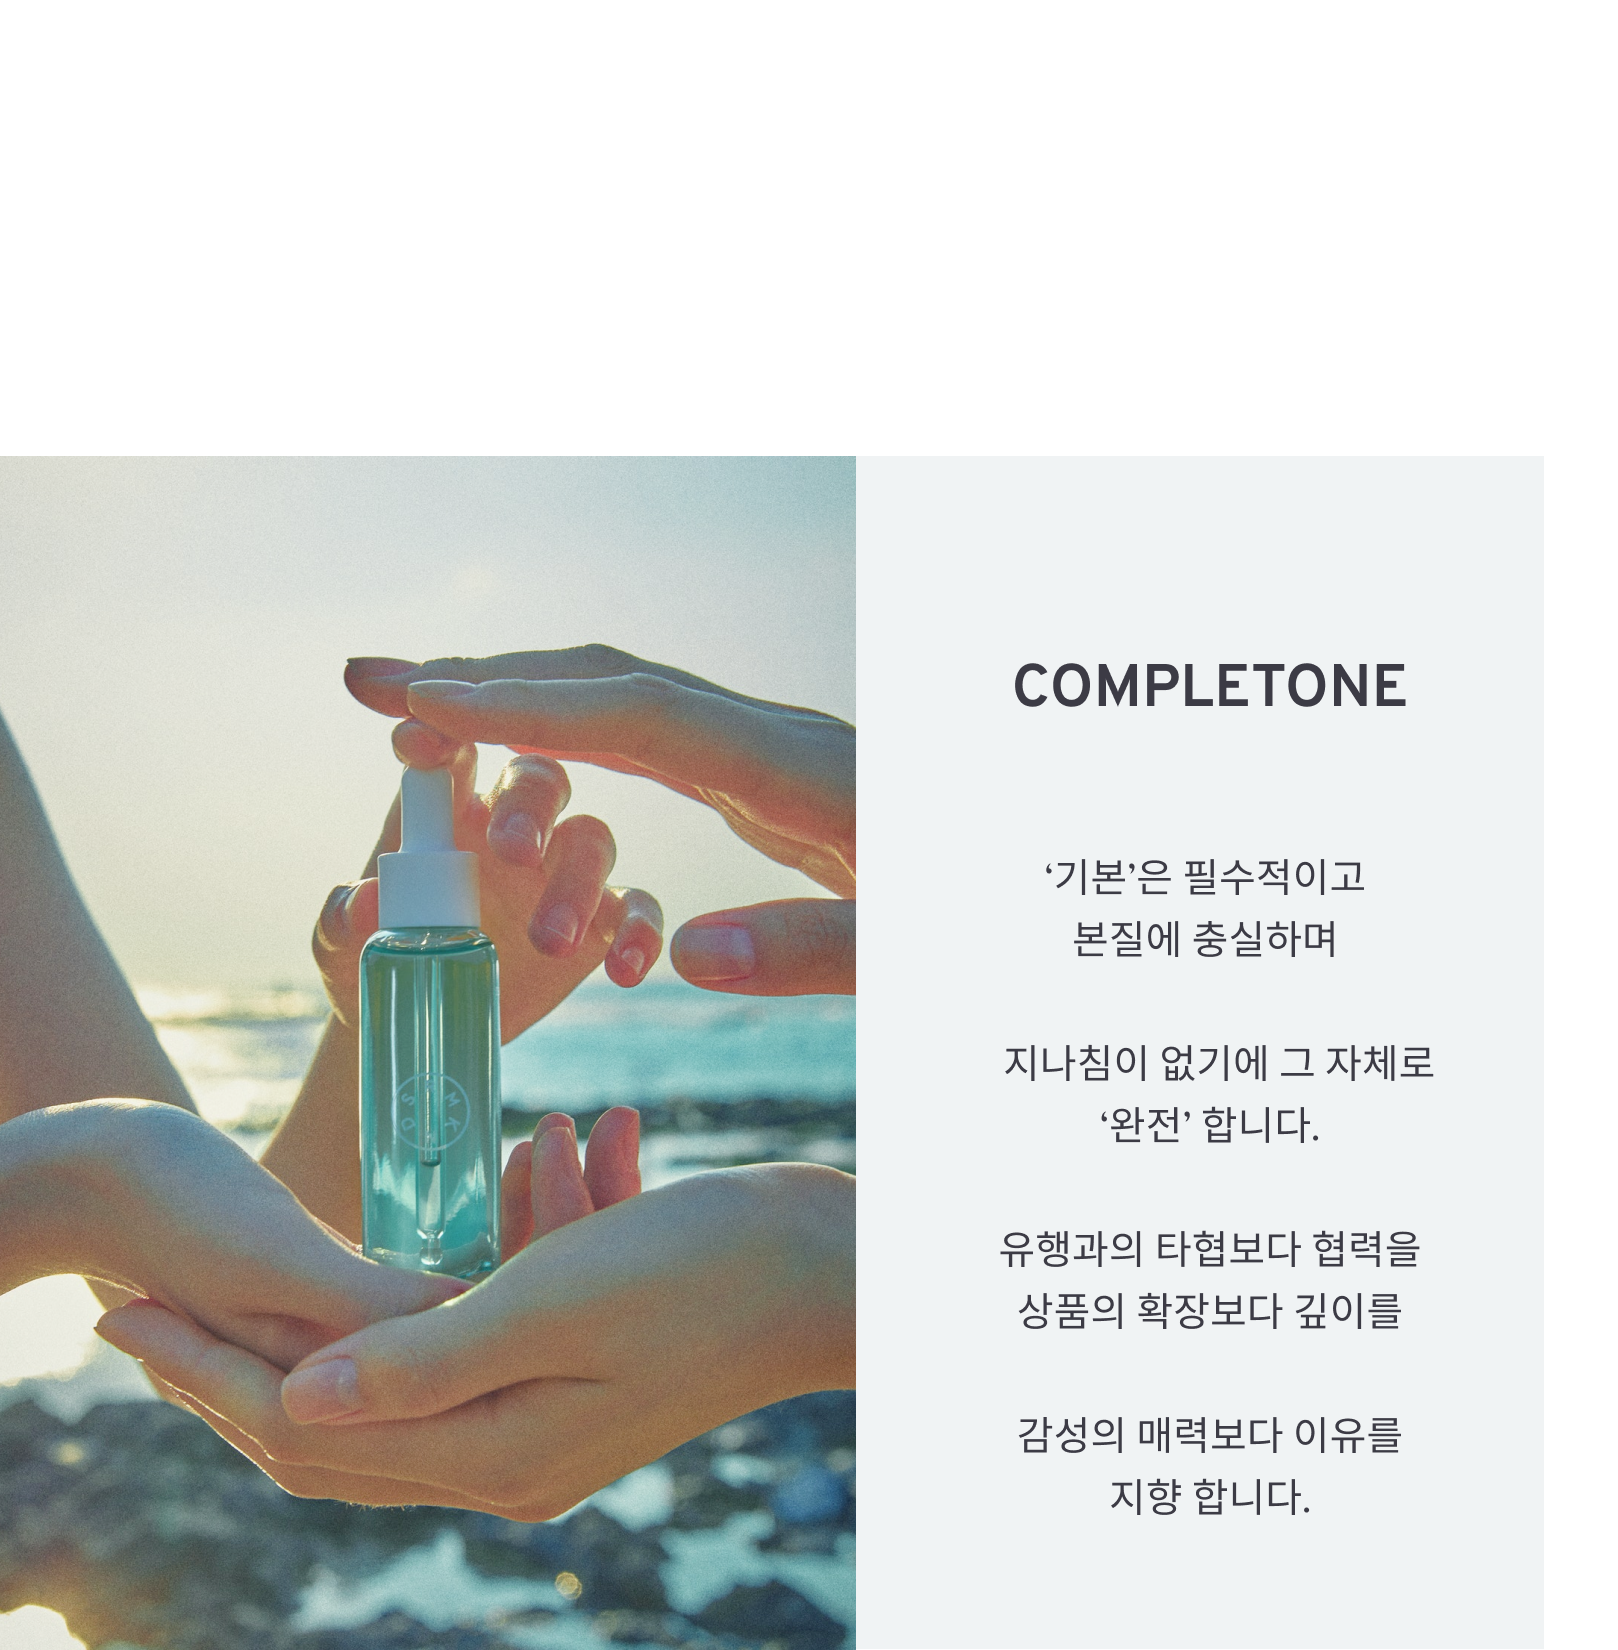 COMPLETONE
‘기본’은 필수적이고
본질에 충실하며
지나침이 없기에 그 자체로
‘완전’ 합니다.
유행과의 타협보다 협력을
상품의 확장보다 깊이를
감성의 매력보다 이유를
지향 합니다.